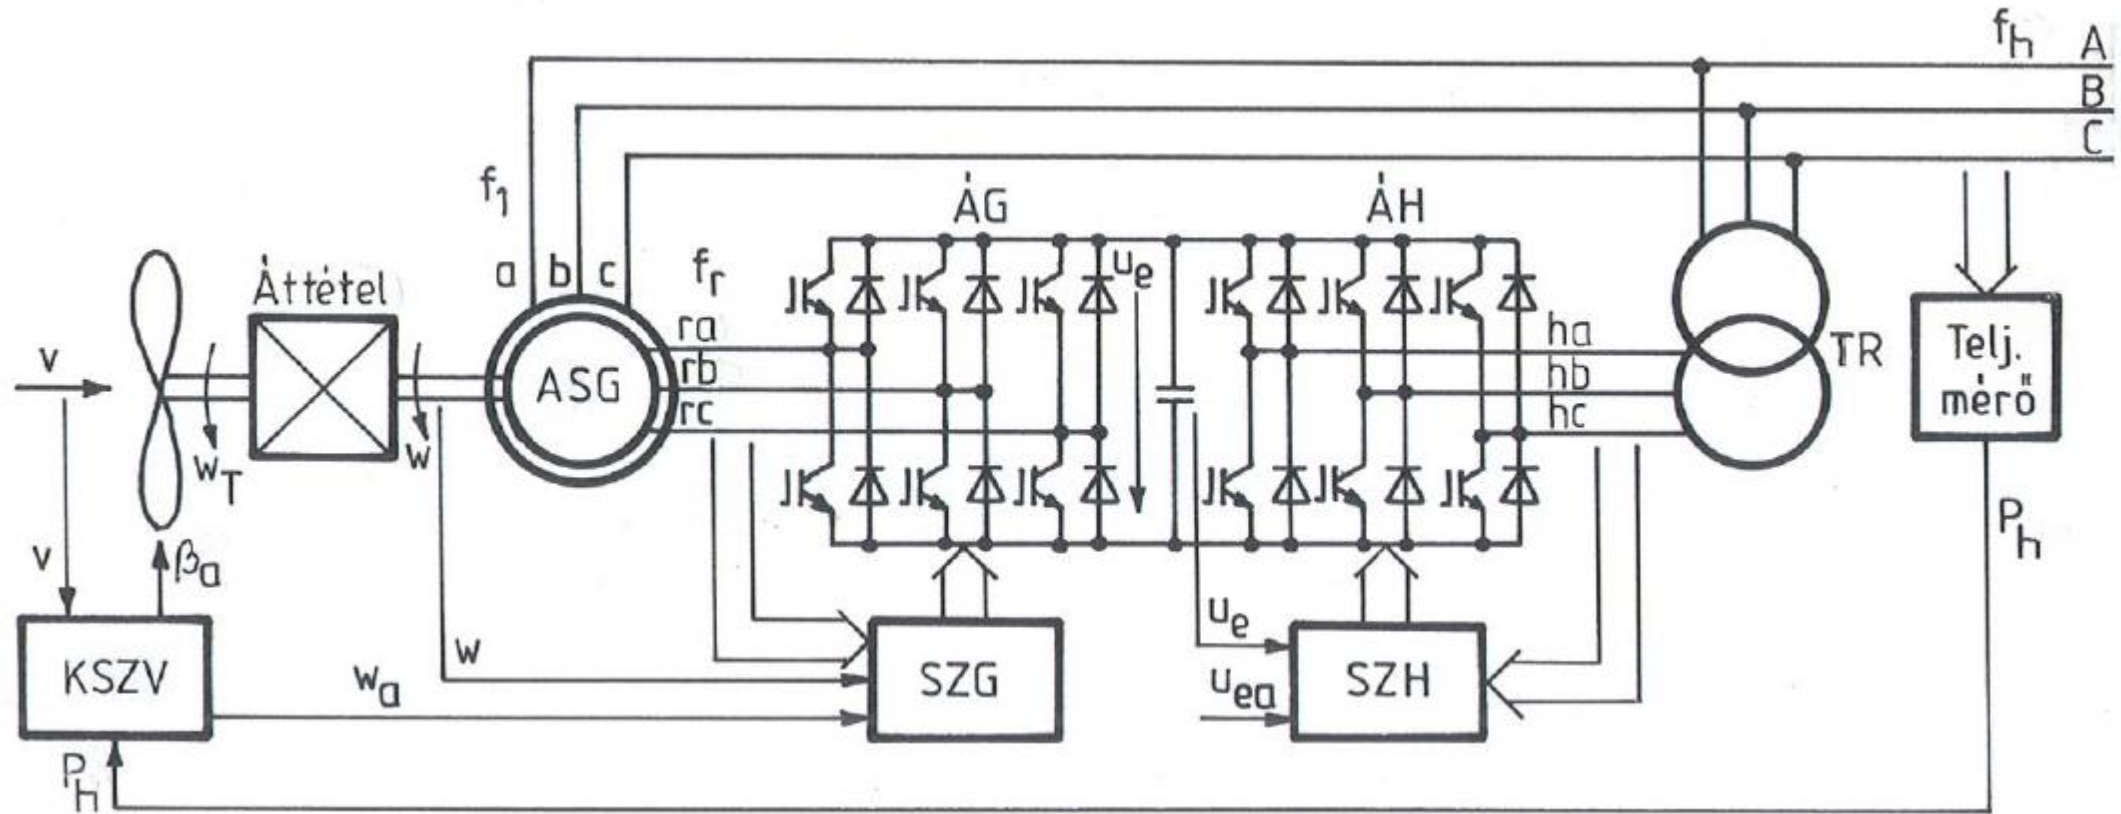 f_h A
B
C
f_1
ÁG
ÁH
a b c
f_r
Áttétel
u_e
v
w_T
w
ASG
ra
rb
rc
ha
hb
hc
TR
Telj.
mérő
v
β_a
P_h
KSZV
w_a
w
SZG
u_e
u_ea
SZH
P_h